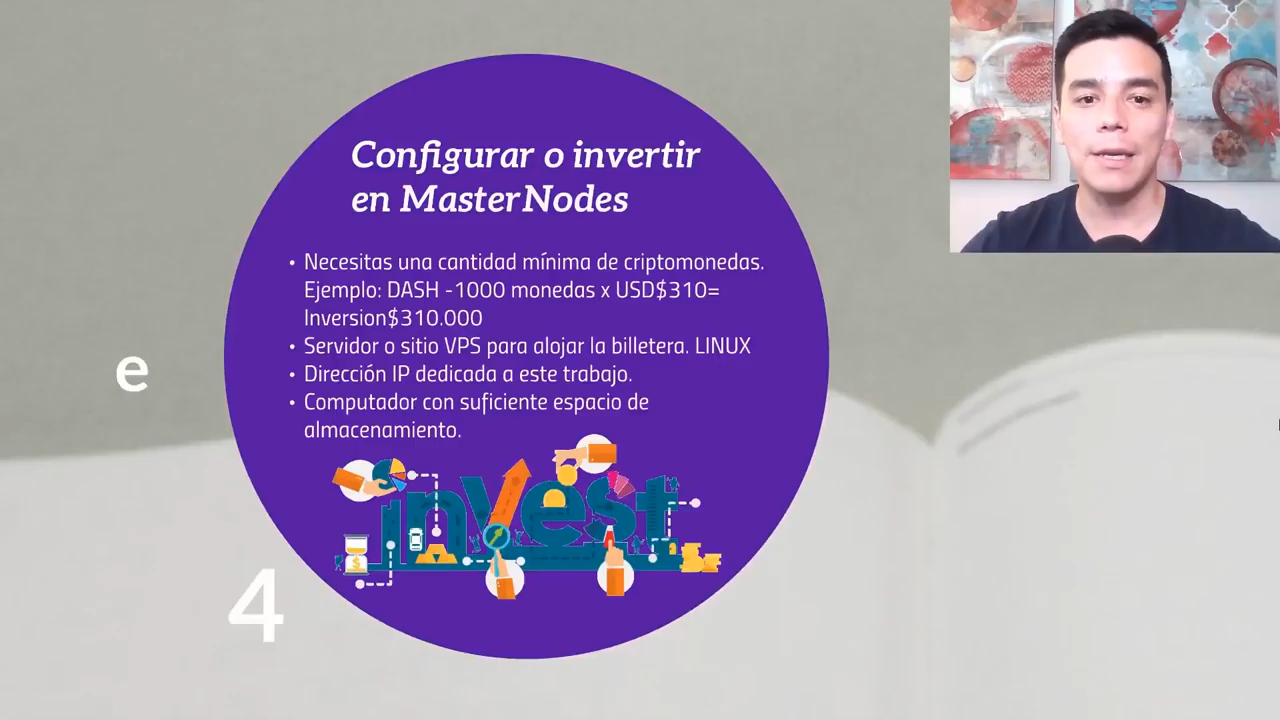 Configurar o invertir
en MasterNodes
• Necesitas una cantidad mínima de criptomonedas.
Ejemplo: DASH -1000 monedas x USD$310=
Inversion$310.000
• Servidor o sitio VPS para alojar la billetera. LINUX
• Dirección IP dedicada a este trabajo.
• Computador con suficiente espacio de
almacenamiento.
e
invest
4